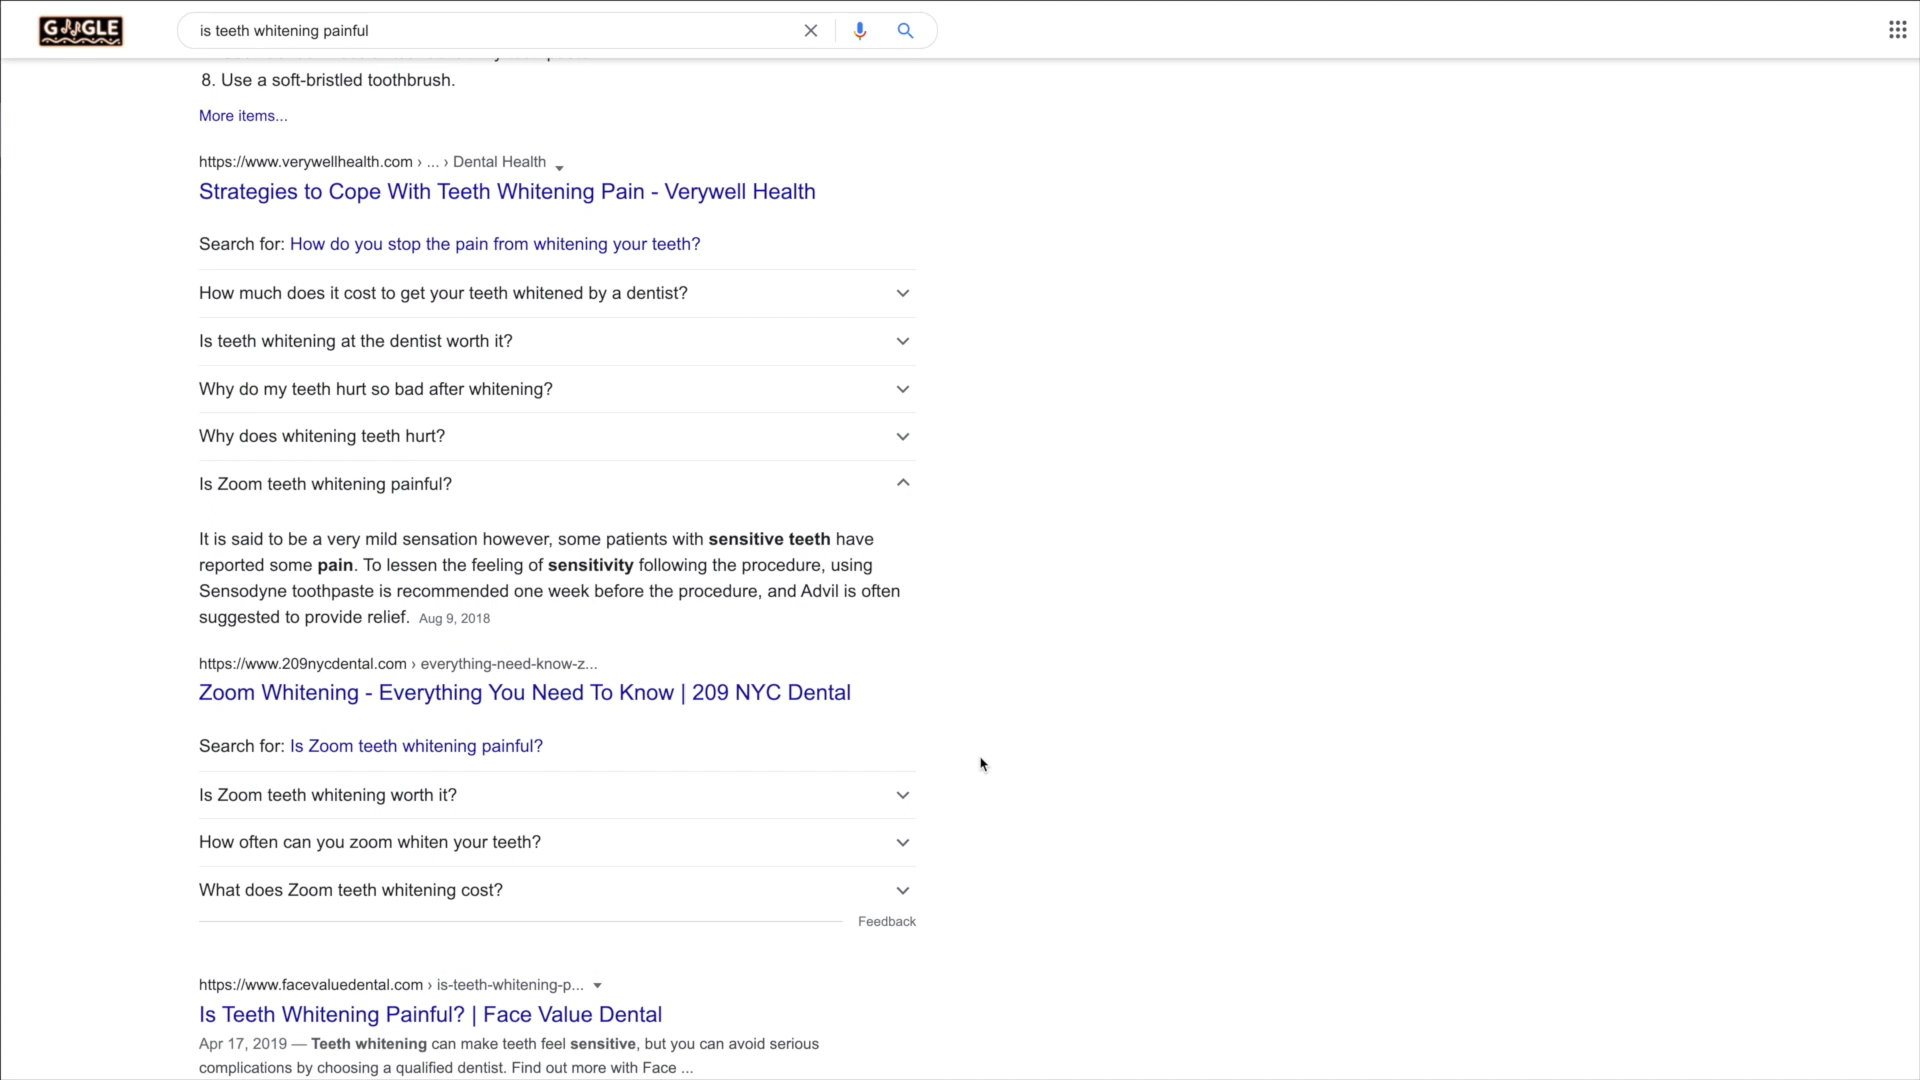 GOOGLE
is teeth whitening painful
8. Use a soft-bristled toothbrush.
More items...
https://www.verywellhealth.com › ... › Dental Health
Strategies to Cope With Teeth Whitening Pain - Verywell Health
Search for: How do you stop the pain from whitening your teeth?
How much does it cost to get your teeth whitened by a dentist?
Is teeth whitening at the dentist worth it?
Why do my teeth hurt so bad after whitening?
Why does whitening teeth hurt?
Is Zoom teeth whitening painful?
It is said to be a very mild sensation however, some patients with sensitive teeth have
reported some pain. To lessen the feeling of sensitivity following the procedure, using
Sensodyne toothpaste is recommended one week before the procedure, and Advil is often
suggested to provide relief. Aug 9, 2018
https://www.209nycdental.com › everything-need-know-z...
Zoom Whitening - Everything You Need To Know | 209 NYC Dental
Search for: Is Zoom teeth whitening painful?
Is Zoom teeth whitening worth it?
How often can you zoom whiten your teeth?
What does Zoom teeth whitening cost?
Feedback
https://www.facevaluedental.com › is-teeth-whitening-p...
Is Teeth Whitening Painful? | Face Value Dental
Apr 17, 2019 — Teeth whitening can make teeth feel sensitive, but you can avoid serious
complications by choosing a qualified dentist. Find out more with Face ...